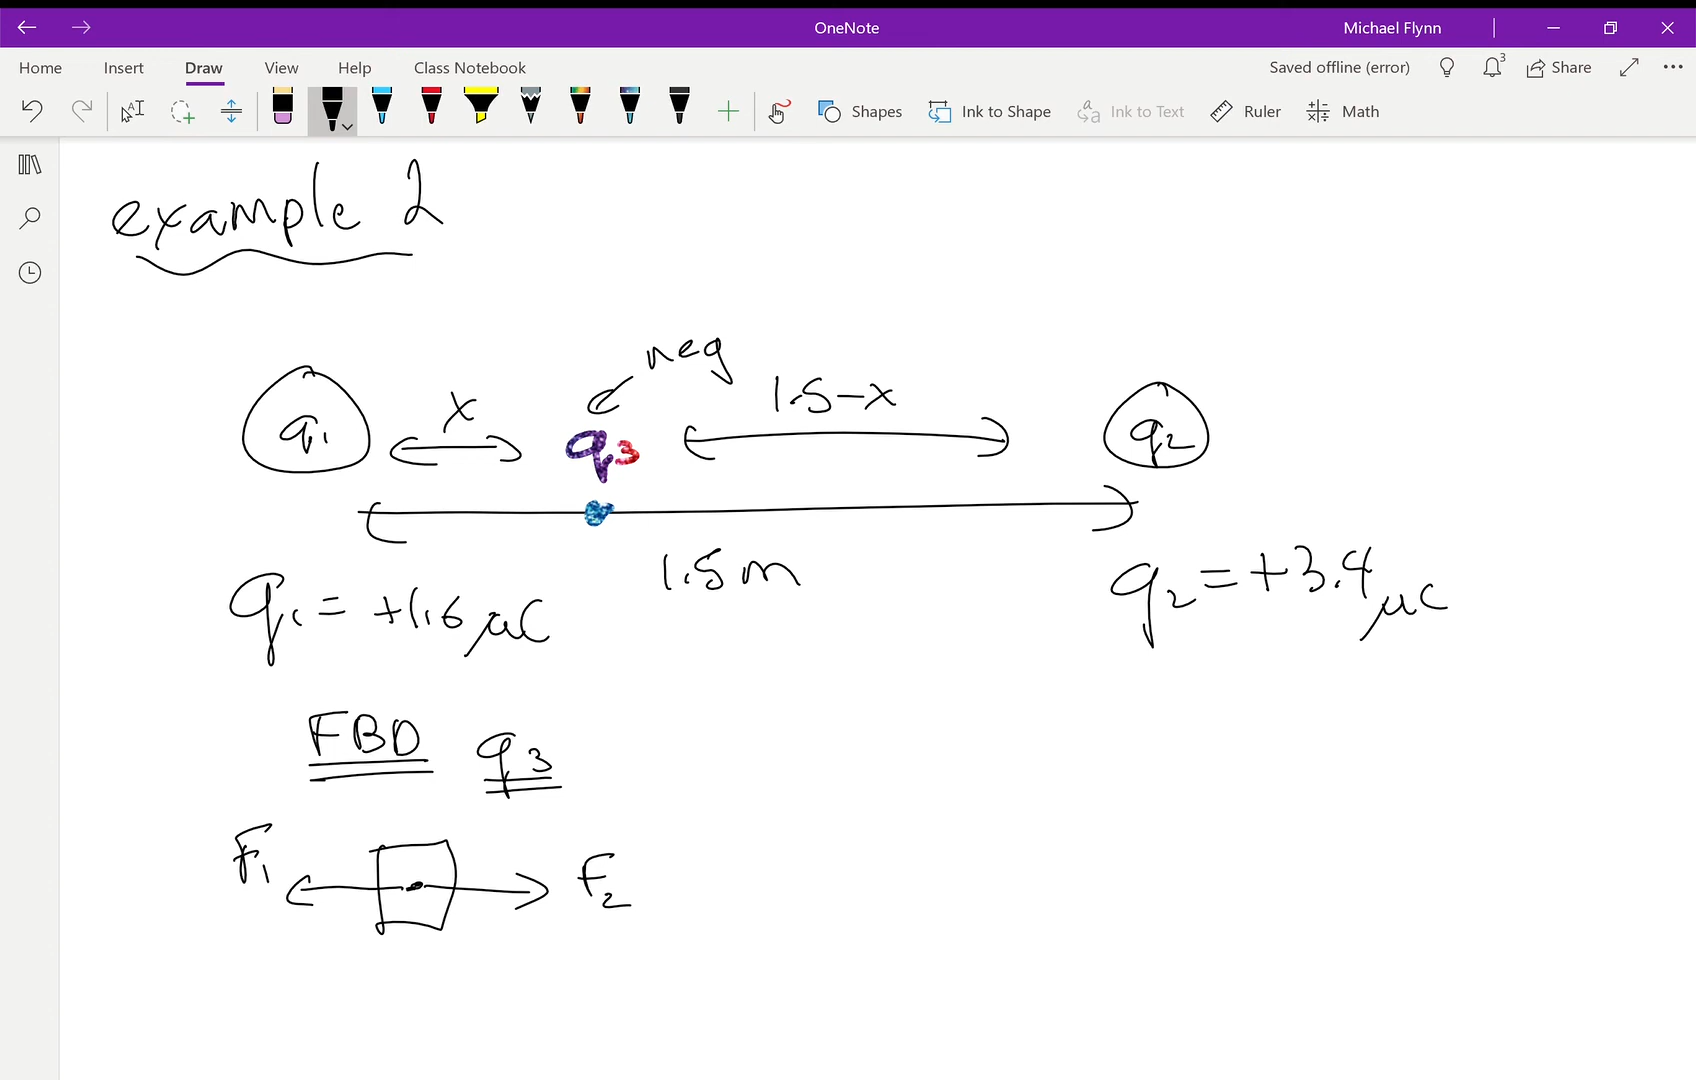 OneNote
Michael Flynn
Home Insert Draw View Help Class Notebook
Saved offline (error) 3 Share
Shapes Ink to Shape Ink to Text Ruler Math
example 2
neg
q1 x q3 1.5-x q2
1.5 m
q1 = +1.6 μC
q2 = +3.4 μC
FBD q3
F1 F2